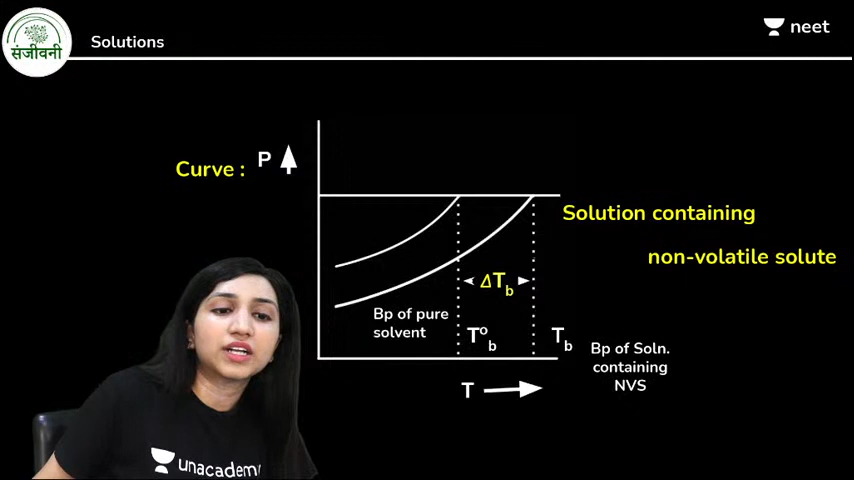 संजीवनी
Solutions
neet
Curve :
P
Solution containing
non-volatile solute
ΔTb
Bp of pure
solvent
T°b
Tb
Bp of Soln.
containing
NVS
T
unacademy